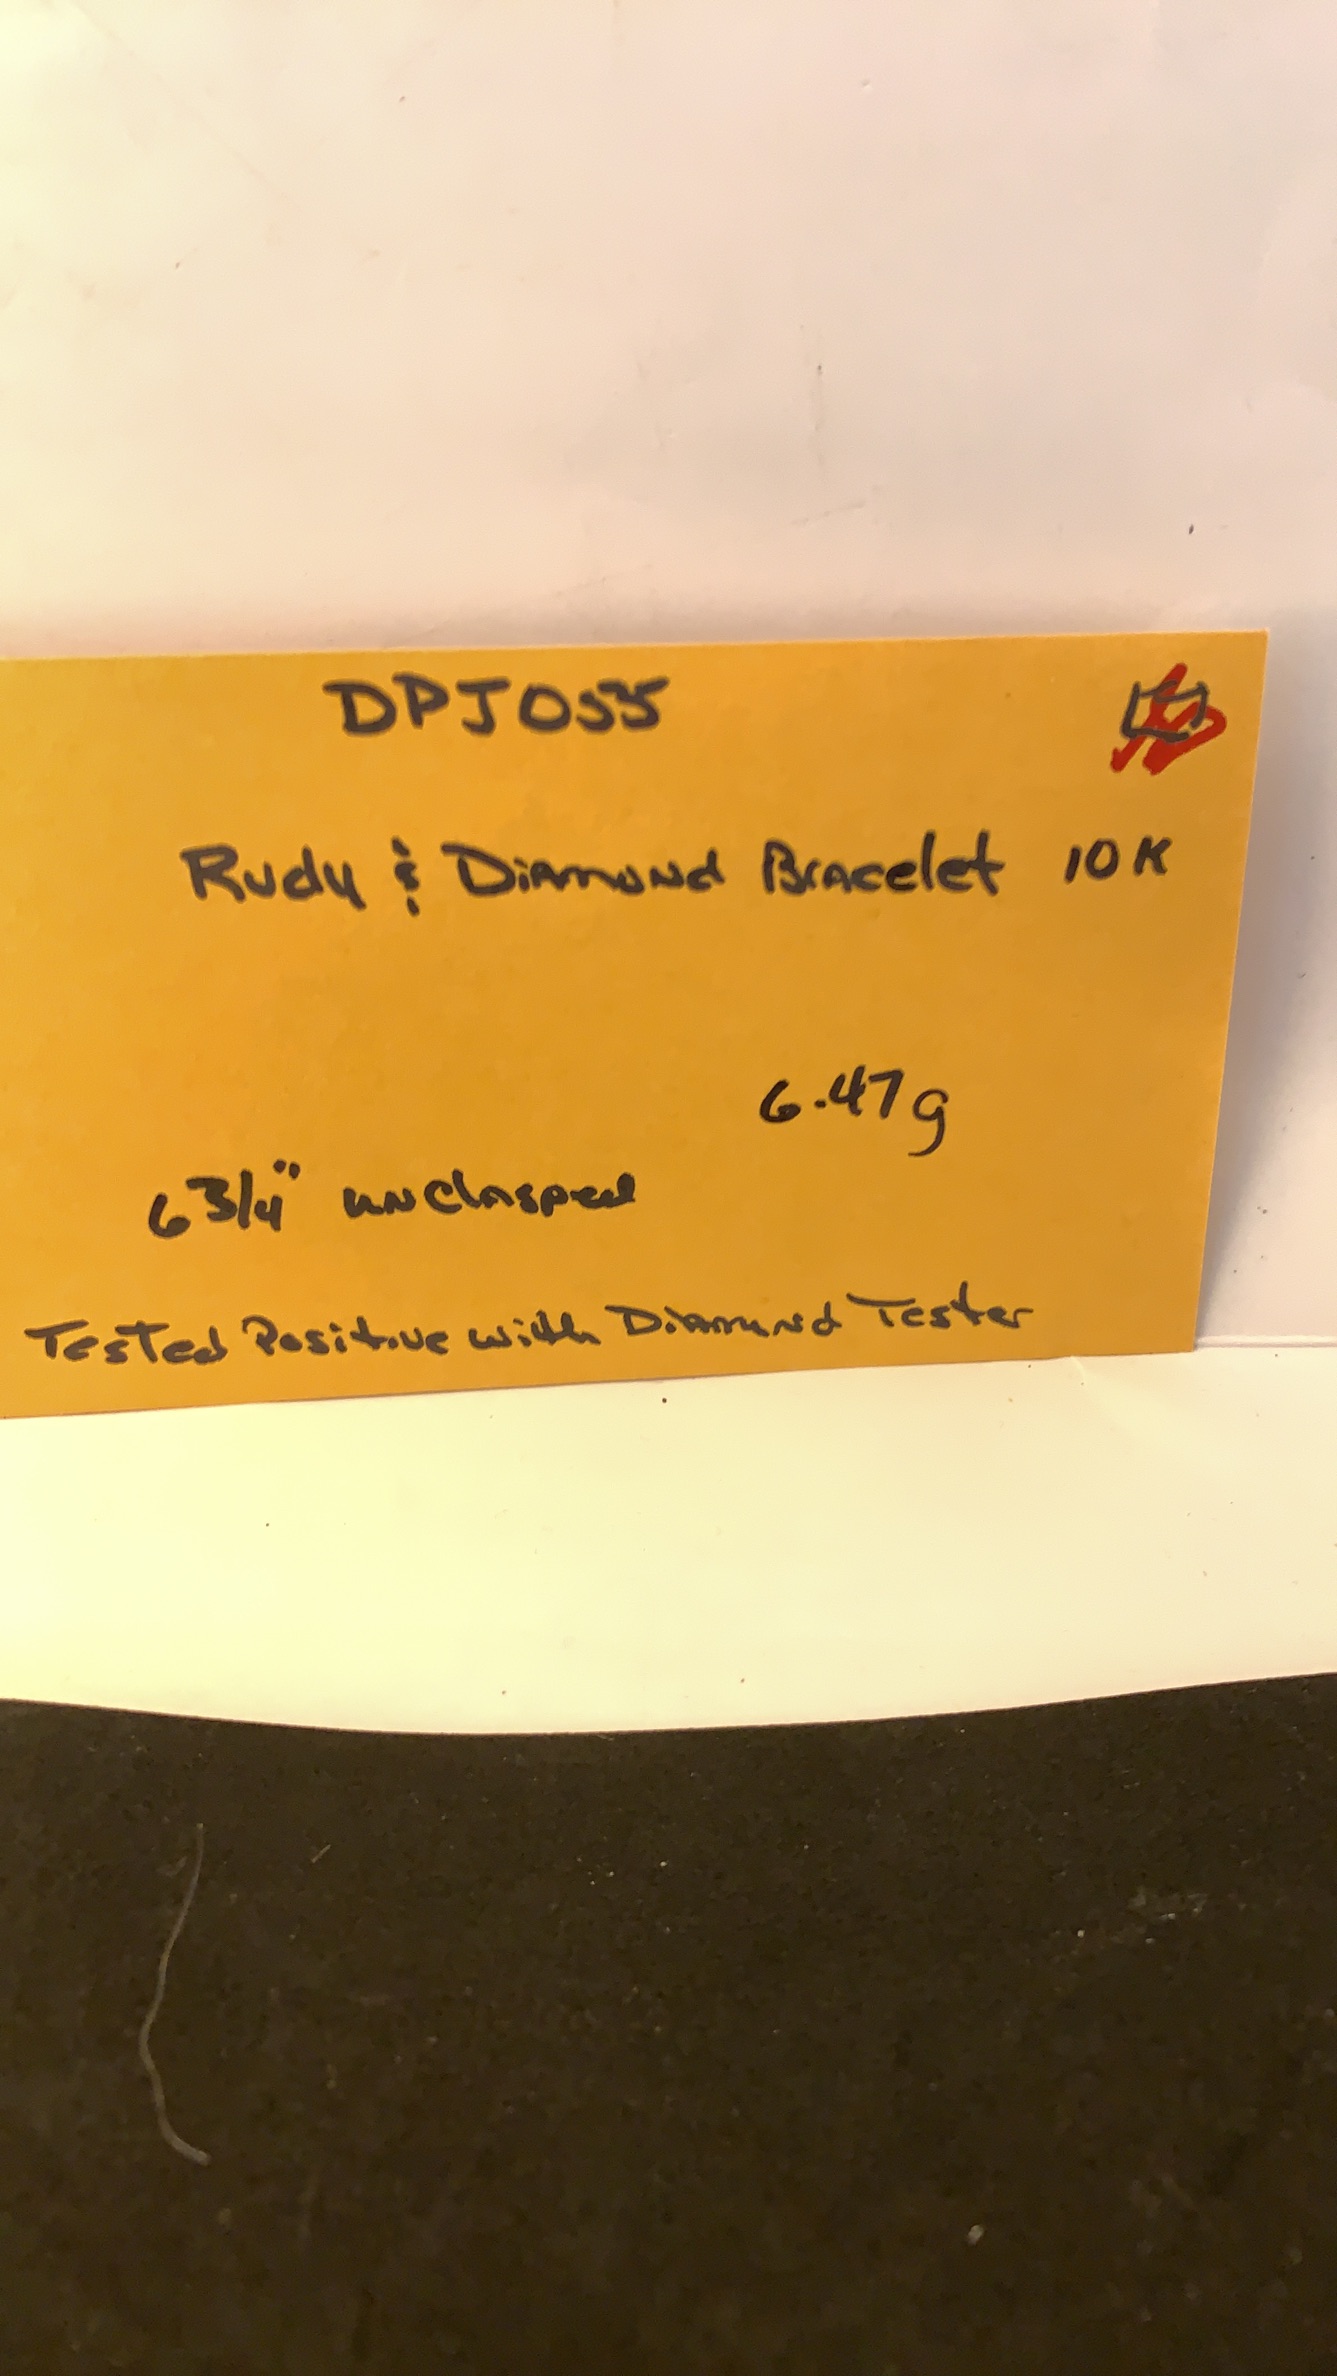 DPJ055
Rudy & Diamond Bracelet 10K
6.47g
6 3/4" unclasped
Tested Positive with Diamond Tester